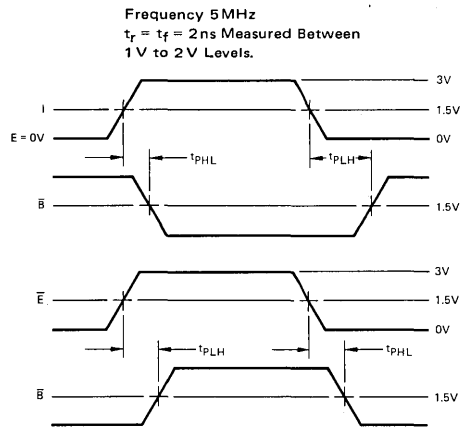 Frequency 5MHz
tr = tf = 2ns Measured Between
1V to 2V Levels.
3V
I
1.5V
E = 0V
0V
tPHL
tPLH
B̅
1.5V
3V
E̅
1.5V
0V
tPLH
tPHL
B̅
1.5V